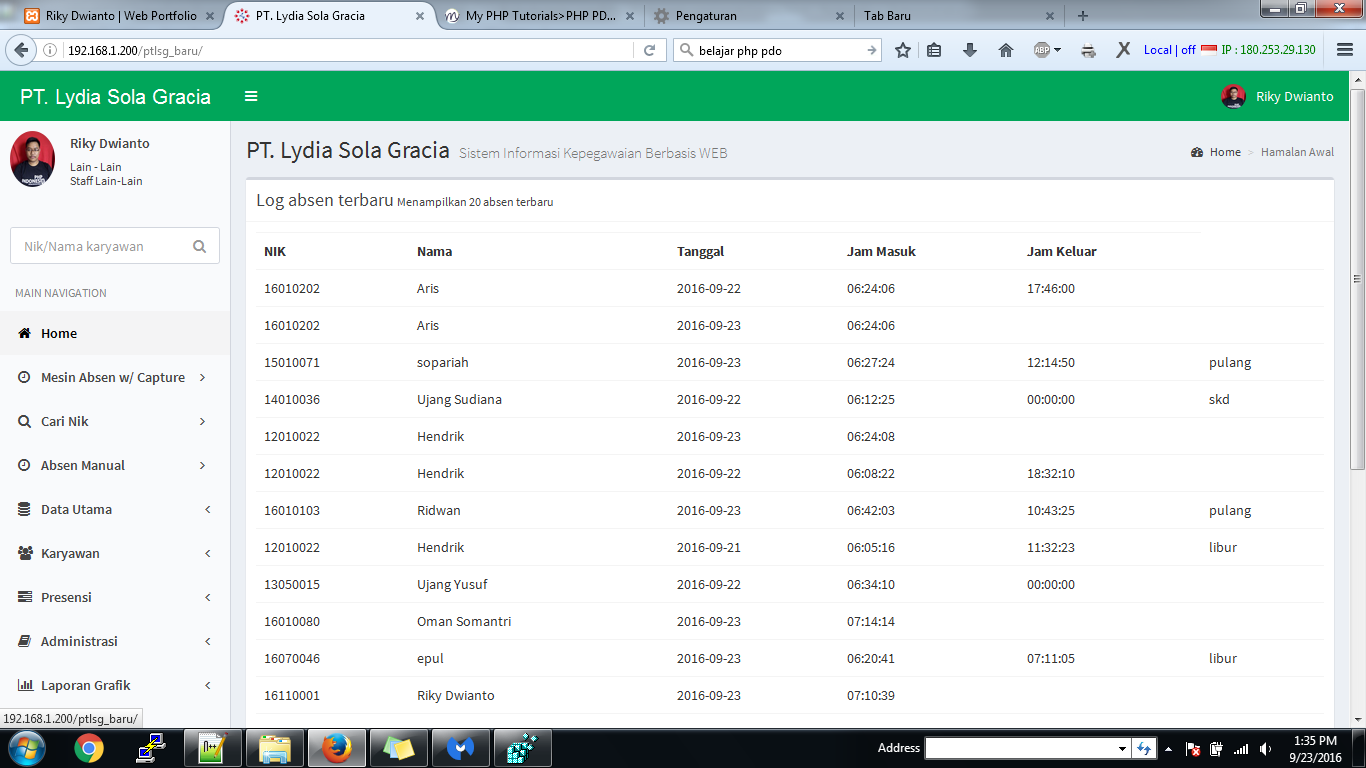 Riky Dwianto | Web Portfolio
PT. Lydia Sola Gracia
My PHP Tutorials>PHP PD...
Pengaturan
Tab Baru
192.168.1.200/ptlsg_baru/
belajar php pdo
ABP
Local | off
IP : 180.253.29.130
PT. Lydia Sola Gracia
Riky Dwianto
Riky Dwianto
Lain - Lain
Staff Lain-Lain
Nik/Nama karyawan
MAIN NAVIGATION
Home
Mesin Absen w/ Capture
Cari Nik
Absen Manual
Data Utama
Karyawan
Presensi
Administrasi
Laporan Grafik
PT. Lydia Sola Gracia Sistem Informasi Kepegawaian Berbasis WEB
Home > Hamalan Awal
Log absen terbaru Menampilkan 20 absen terbaru
NIK Nama Tanggal Jam Masuk Jam Keluar
16010202 Aris 2016-09-22 06:24:06 17:46:00
16010202 Aris 2016-09-23 06:24:06
15010071 sopariah 2016-09-23 06:27:24 12:14:50 pulang
14010036 Ujang Sudiana 2016-09-22 06:12:25 00:00:00 skd
12010022 Hendrik 2016-09-23 06:24:08
12010022 Hendrik 2016-09-22 06:08:22 18:32:10
16010103 Ridwan 2016-09-23 06:42:03 10:43:25 pulang
12010022 Hendrik 2016-09-21 06:05:16 11:32:23 libur
13050015 Ujang Yusuf 2016-09-22 06:34:10 00:00:00
16010080 Oman Somantri 2016-09-23 07:14:14
16070046 epul 2016-09-23 06:20:41 07:11:05 libur
16110001 Riky Dwianto 2016-09-23 07:10:39
192.168.1.200/ptlsg_baru/
Address
1:35 PM
9/23/2016